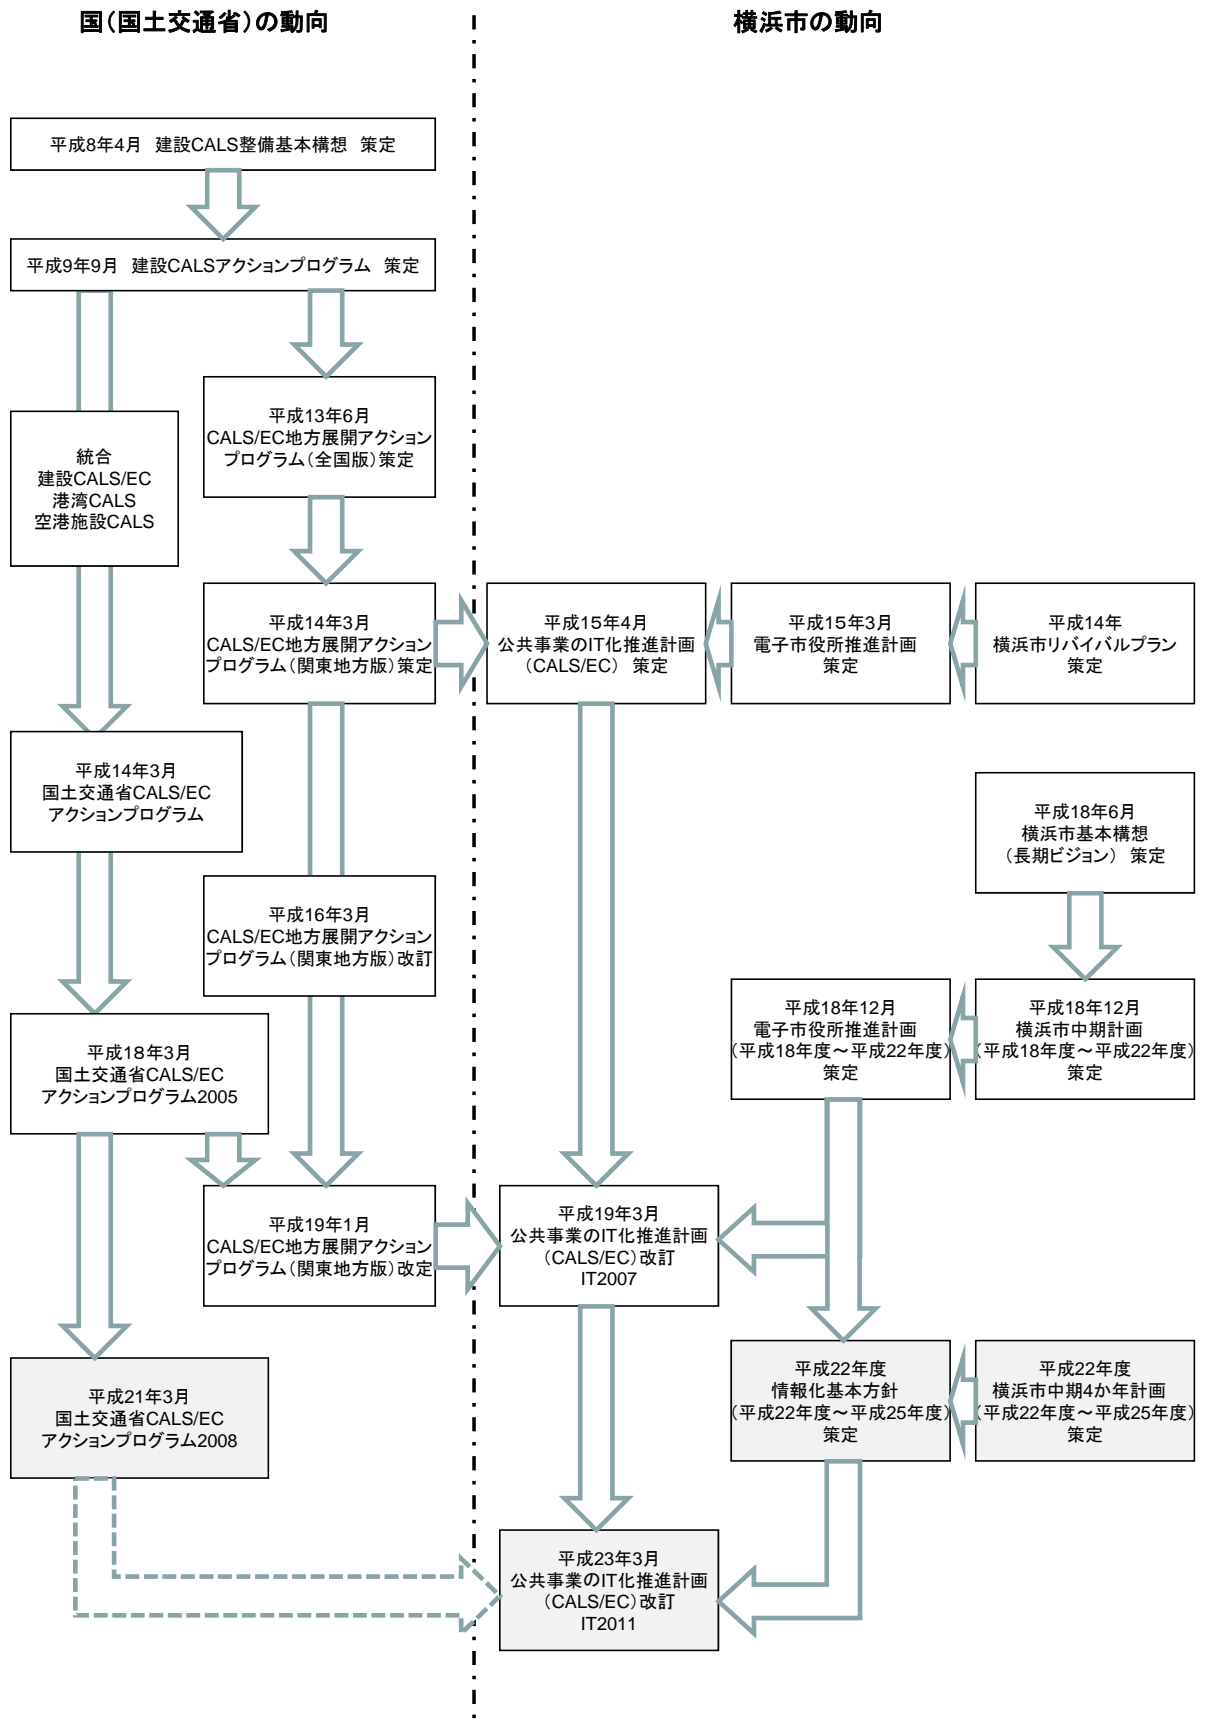 国（国土交通省）の動向
横浜市の動向
平成8年4月　建設CALS整備基本構想　策定
平成9年9月　建設CALSアクションプログラム　策定
平成13年6月
CALS/EC地方展開アクション
プログラム（全国版）策定
統合
建設CALS/EC
港湾CALS
空港施設CALS
平成14年3月
CALS/EC地方展開アクション
プログラム（関東地方版）策定
平成15年4月
公共事業のIT化推進計画
（CALS/EC）　策定
平成15年3月
電子市役所推進計画
策定
平成14年
横浜市リバイバルプラン
策定
平成14年3月
国土交通省CALS/EC
アクションプログラム
平成18年6月
横浜市基本構想
（長期ビジョン）　策定
平成16年3月
CALS/EC地方展開アクション
プログラム（関東地方版）改訂
平成18年12月
電子市役所推進計画
（平成18年度～平成22年度）
策定
平成18年12月
横浜市中期計画
（平成18年度～平成22年度）
策定
平成18年3月
国土交通省CALS/EC
アクションプログラム2005
平成19年1月
CALS/EC地方展開アクション
プログラム（関東地方版）改定
平成19年3月
公共事業のIT化推進計画
（CALS/EC）改訂
IT2007
平成21年3月
国土交通省CALS/EC
アクションプログラム2008
平成22年度
情報化基本方針
（平成22年度～平成25年度）
策定
平成22年度
横浜市中期4か年計画
（平成22年度～平成25年度）
策定
平成23年3月
公共事業のIT化推進計画
（CALS/EC）改訂
IT2011